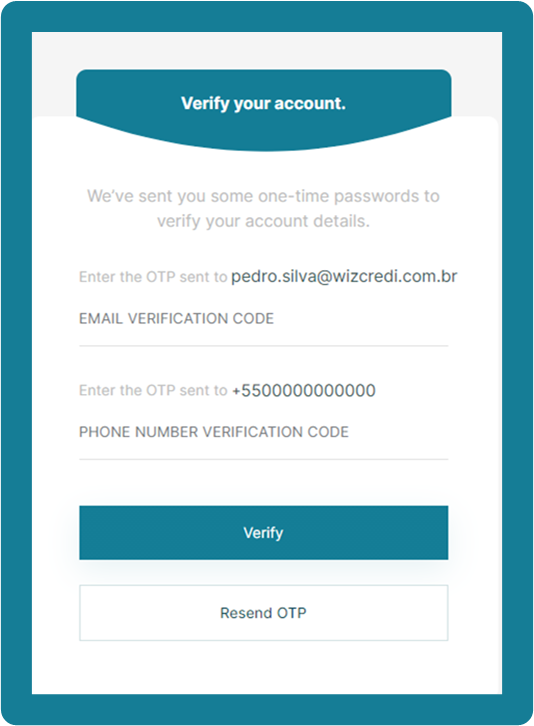 Verify your account.
We've sent you some one-time passwords to
verify your account details.
Enter the OTP sent to pedro.silva@wizcredi.com.br
EMAIL VERIFICATION CODE
Enter the OTP sent to +5500000000000
PHONE NUMBER VERIFICATION CODE
Verify
Resend OTP